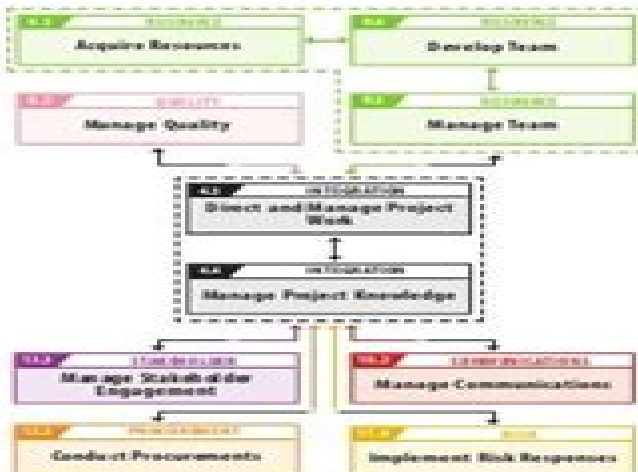 RESOURCE
Acquire Resources
RESOURCE
Develop Team
QUALITY
Manage Quality
RESOURCE
Manage Team
INTEGRATION
Direct and Manage Project
Work
INTEGRATION
Manage Project Knowledge
STAKEHOLDER
Manage Stakeholder
Engagement
COMMUNICATIONS
Manage Communications
PROCUREMENT
Conduct Procurements
RISK
Implement Risk Responses